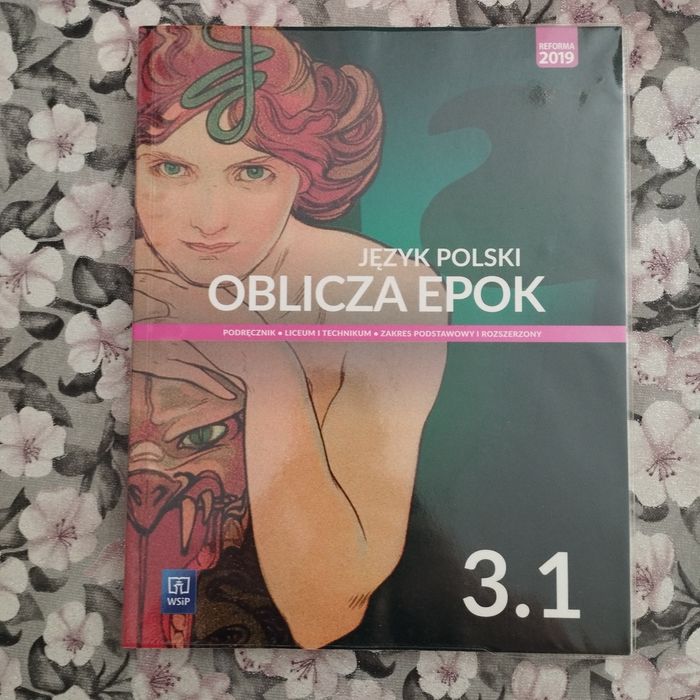 REFORMA
2019
JĘZYK POLSKI
OBLICZA EPOK
PODRĘCZNIK • LICEUM I TECHNIKUM • ZAKRES PODSTAWOWY I ROZSZERZONY
3.1
WSiP